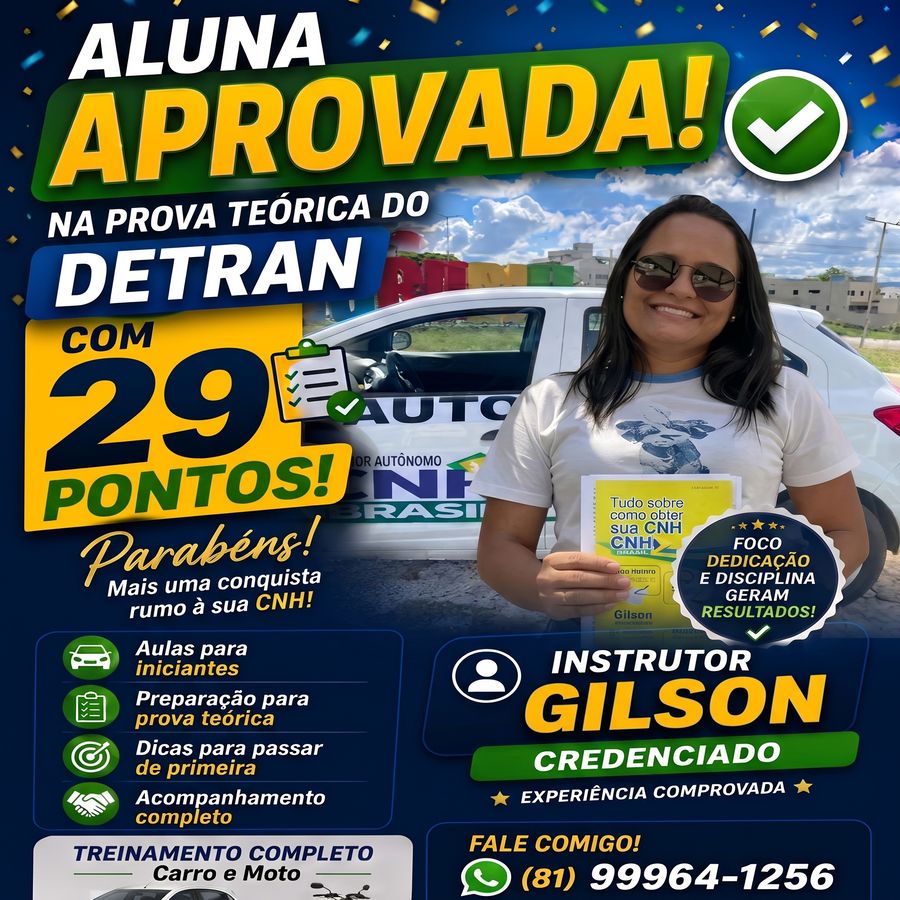 ALUNA
APROVADA!
NA PROVA TEÓRICA DO
DETRAN
COM
29
PONTOS!
Parabéns!
Mais uma conquista
rumo à sua CNH!
AUTO
OR AUTÔNOMO
CNH
BRASIL
Tudo sobre
como obter
sua CNH
CNH
BRASIL
Gilson
FOCO
DEDICAÇÃO
E DISCIPLINA
GERAM
RESULTADOS!
Aulas para
iniciantes
Preparação para
prova teórica
Dicas para passar
de primeira
Acompanhamento
completo
TREINAMENTO COMPLETO
Carro e Moto
INSTRUTOR
GILSON
CREDENCIADO
EXPERIÊNCIA COMPROVADA
FALE COMIGO!
(81) 99964-1256